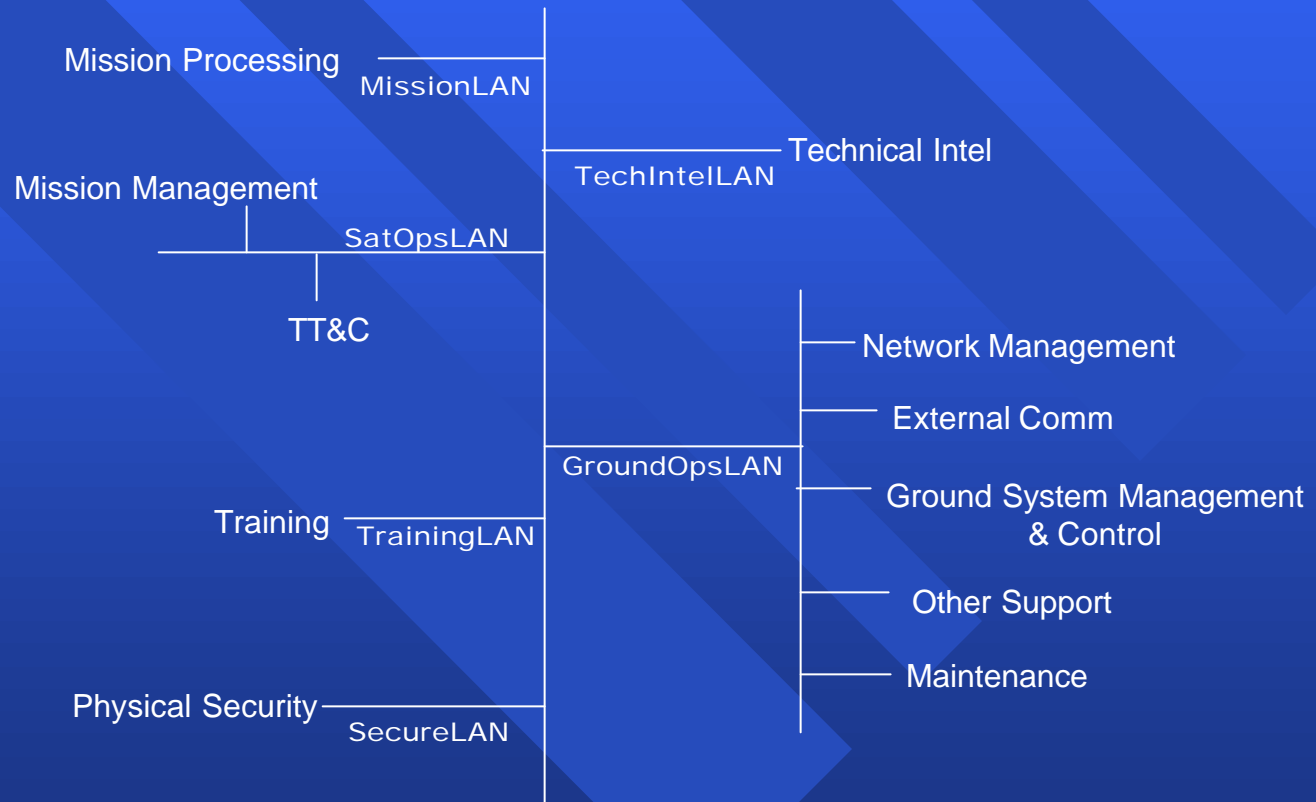 Mission Processing
MissionLAN
Technical Intel
TechIntelLAN
Mission Management
SatOpsLAN
TT&C
Network Management
External Comm
GroundOpsLAN
Ground System Management
& Control
Training
TrainingLAN
Other Support
Maintenance
Physical Security
SecureLAN